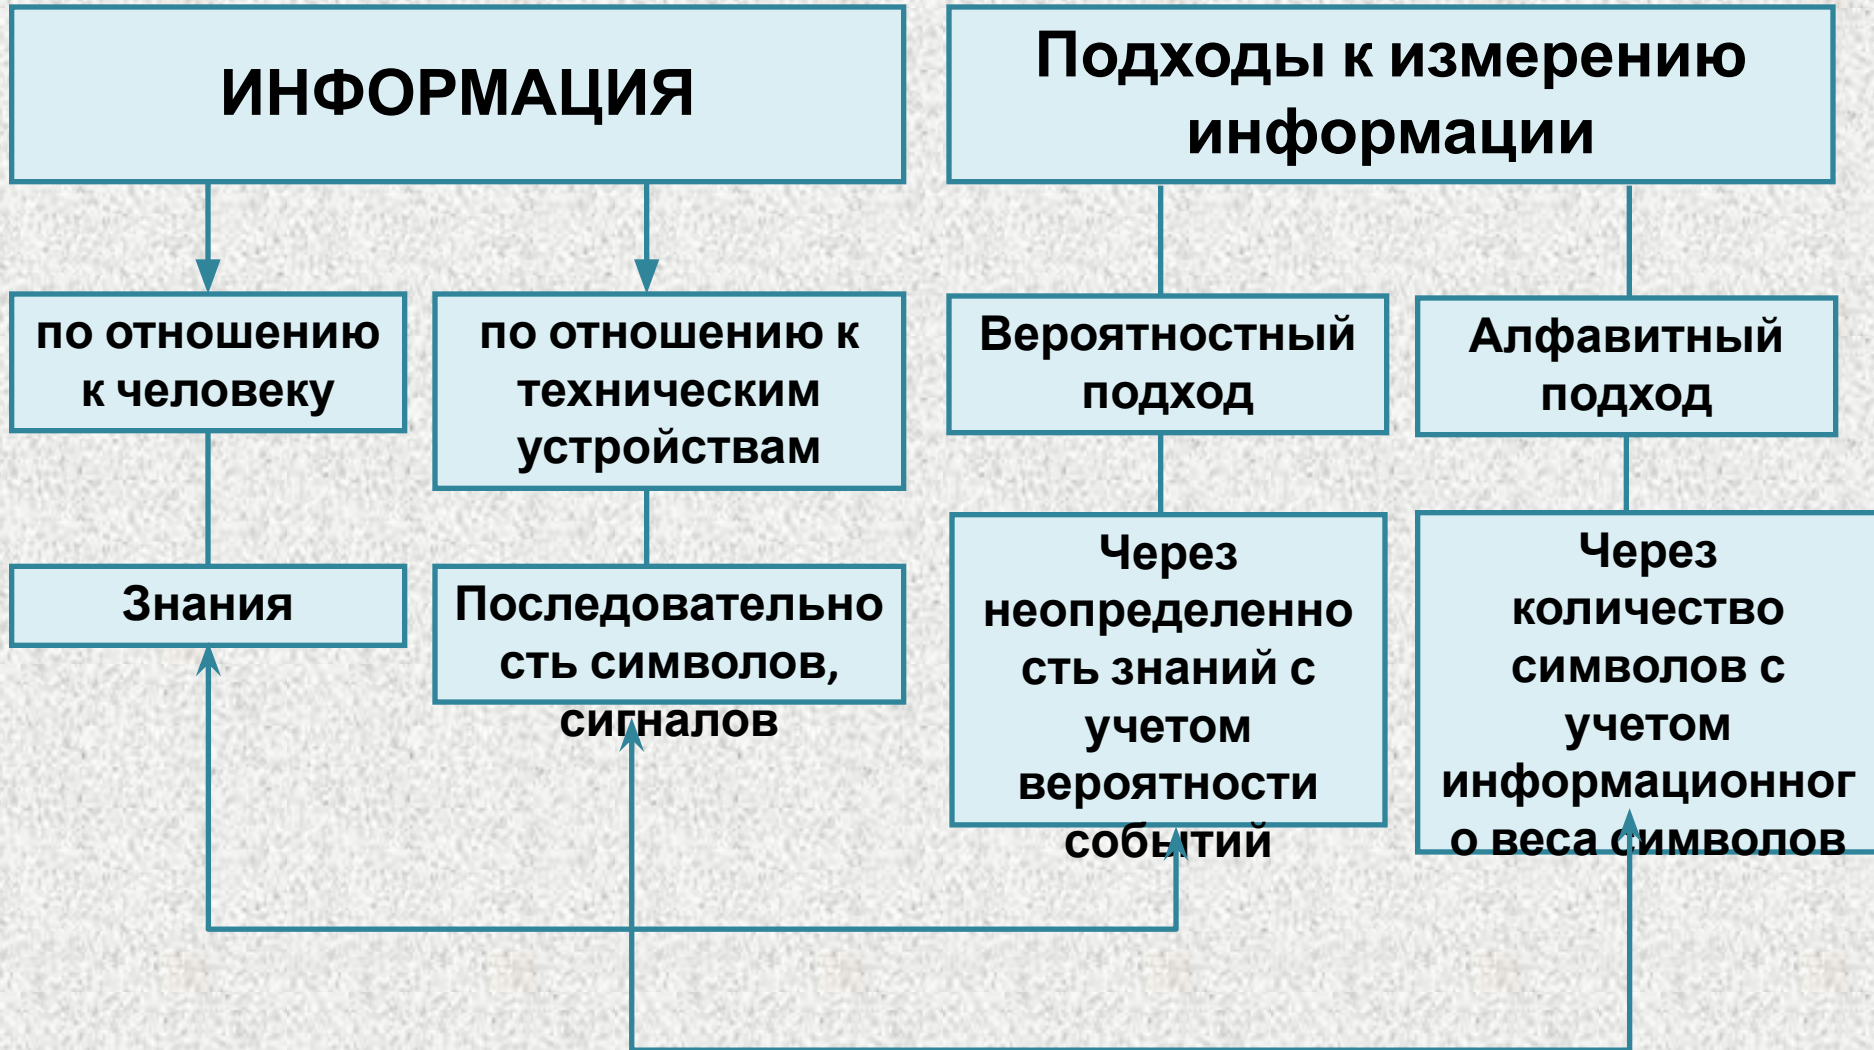 ИНФОРМАЦИЯ
по отношению
к человеку
Знания
по отношению к
техническим
устройствам
Последовательно
сть символов,
сигналов
Подходы к измерению
информации
Вероятностный
подход
Через
неопределенно
сть знаний с
учетом
вероятности
событий
Алфавитный
подход
Через
количество
символов с
учетом
информационног
о веса символов